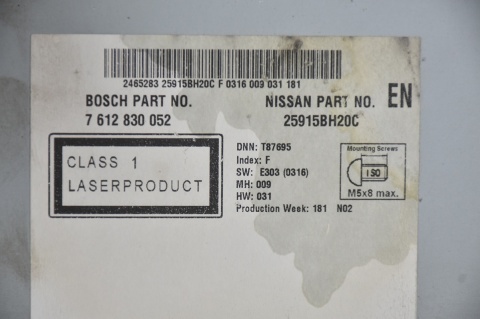 2465283 25915BH20C F 0316 009 031 181
BOSCH PART NO. NISSAN PART NO. EN
7 612 830 052 25915BH20C
CLASS 1
LASERPRODUCT
DNN: T87695
Index: F
SW: E303 (0316)
MH: 009
HW: 031
Production Week: 181 N02
Mounting Screws
ISO
M5x8 max.